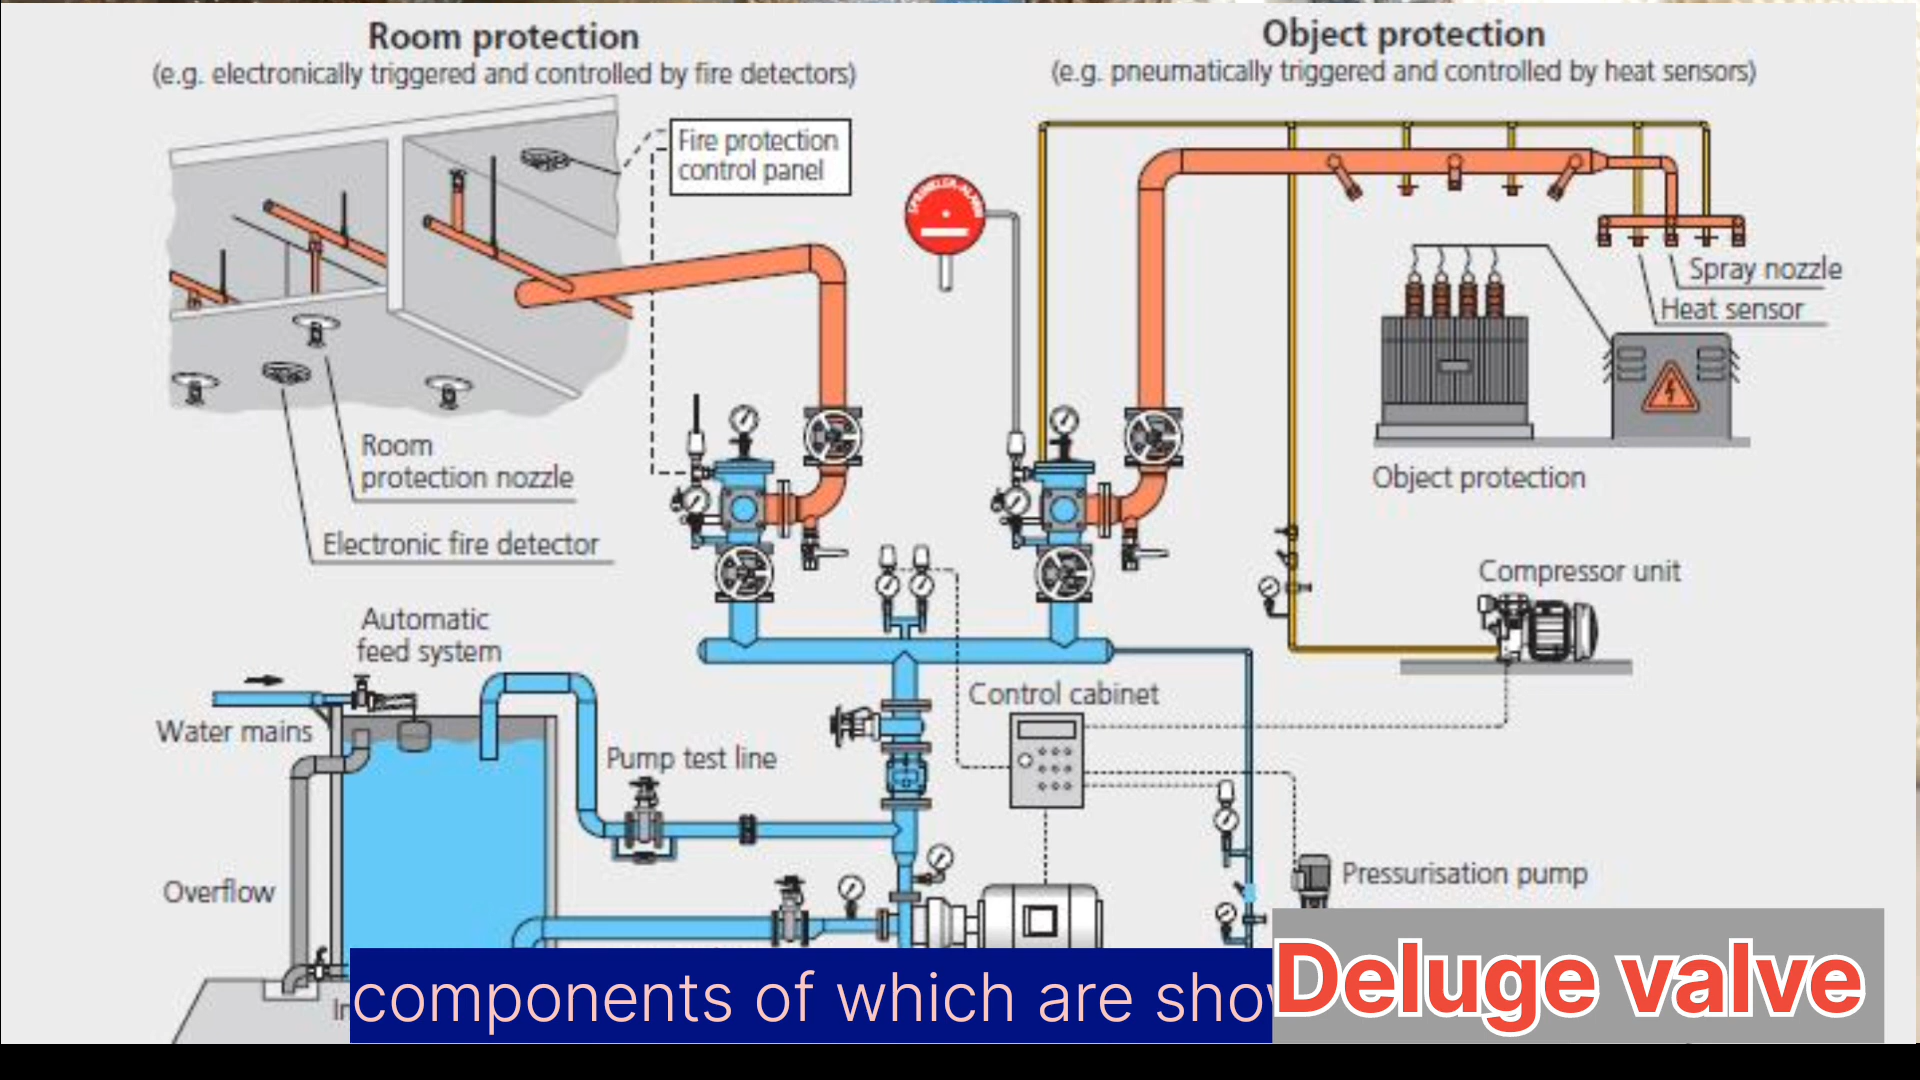 Room protection
(e.g. electronically triggered and controlled by fire detectors)
Object protection
(e.g. pneumatically triggered and controlled by heat sensors)
Fire protection
control panel
SPRINKLER-ALARM
Spray nozzle
Heat sensor
Room
protection nozzle
Object protection
Electronic fire detector
Compressor unit
Automatic
feed system
Control cabinet
Water mains
Pump test line
Pressurisation pump
Overflow
components of which are
Deluge valve